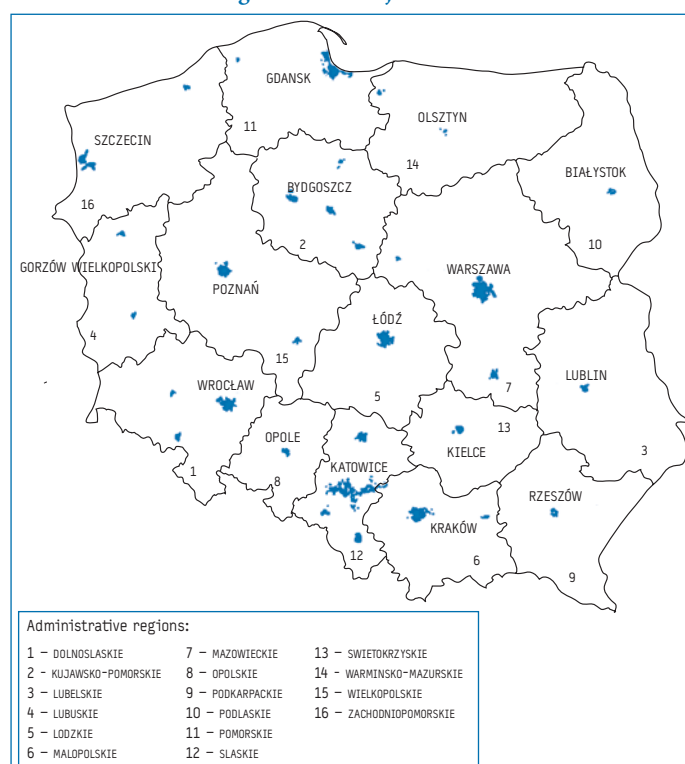 GDANSK
11
OLSZTYN
14
SZCZECIN
16
BIAŁYSTOK
10
BYDGOSZCZ
2
GORZÓW WIELKOPOLSKI
4
POZNAŃ
15
WARSZAWA
7
ŁÓDŹ
5
LUBLIN
3
WROCŁAW
1
OPOLE
8
KATOWICE
12
KIELCE
13
RZESZÓW
9
KRAKÓW
6
Administrative regions:
1 – DOLNOSLASKIE
2 - KUJAWSKO-POMORSKIE
3 – LUBELSKIE
4 – LUBUSKIE
5 – LODZKIE
6 – MALOPOLSKIE
7 – MAZOWIECKIE
8 – OPOLSKIE
9 – PODKARPACKIE
10 – PODLASKIE
11 – POMORSKIE
12 – SLASKIE
13 – SWIETOKRZYSKIE
14 – WARMINSKO-MAZURSKIE
15 – WIELKOPOLSKIE
16 – ZACHODNIOPOMORSKIE